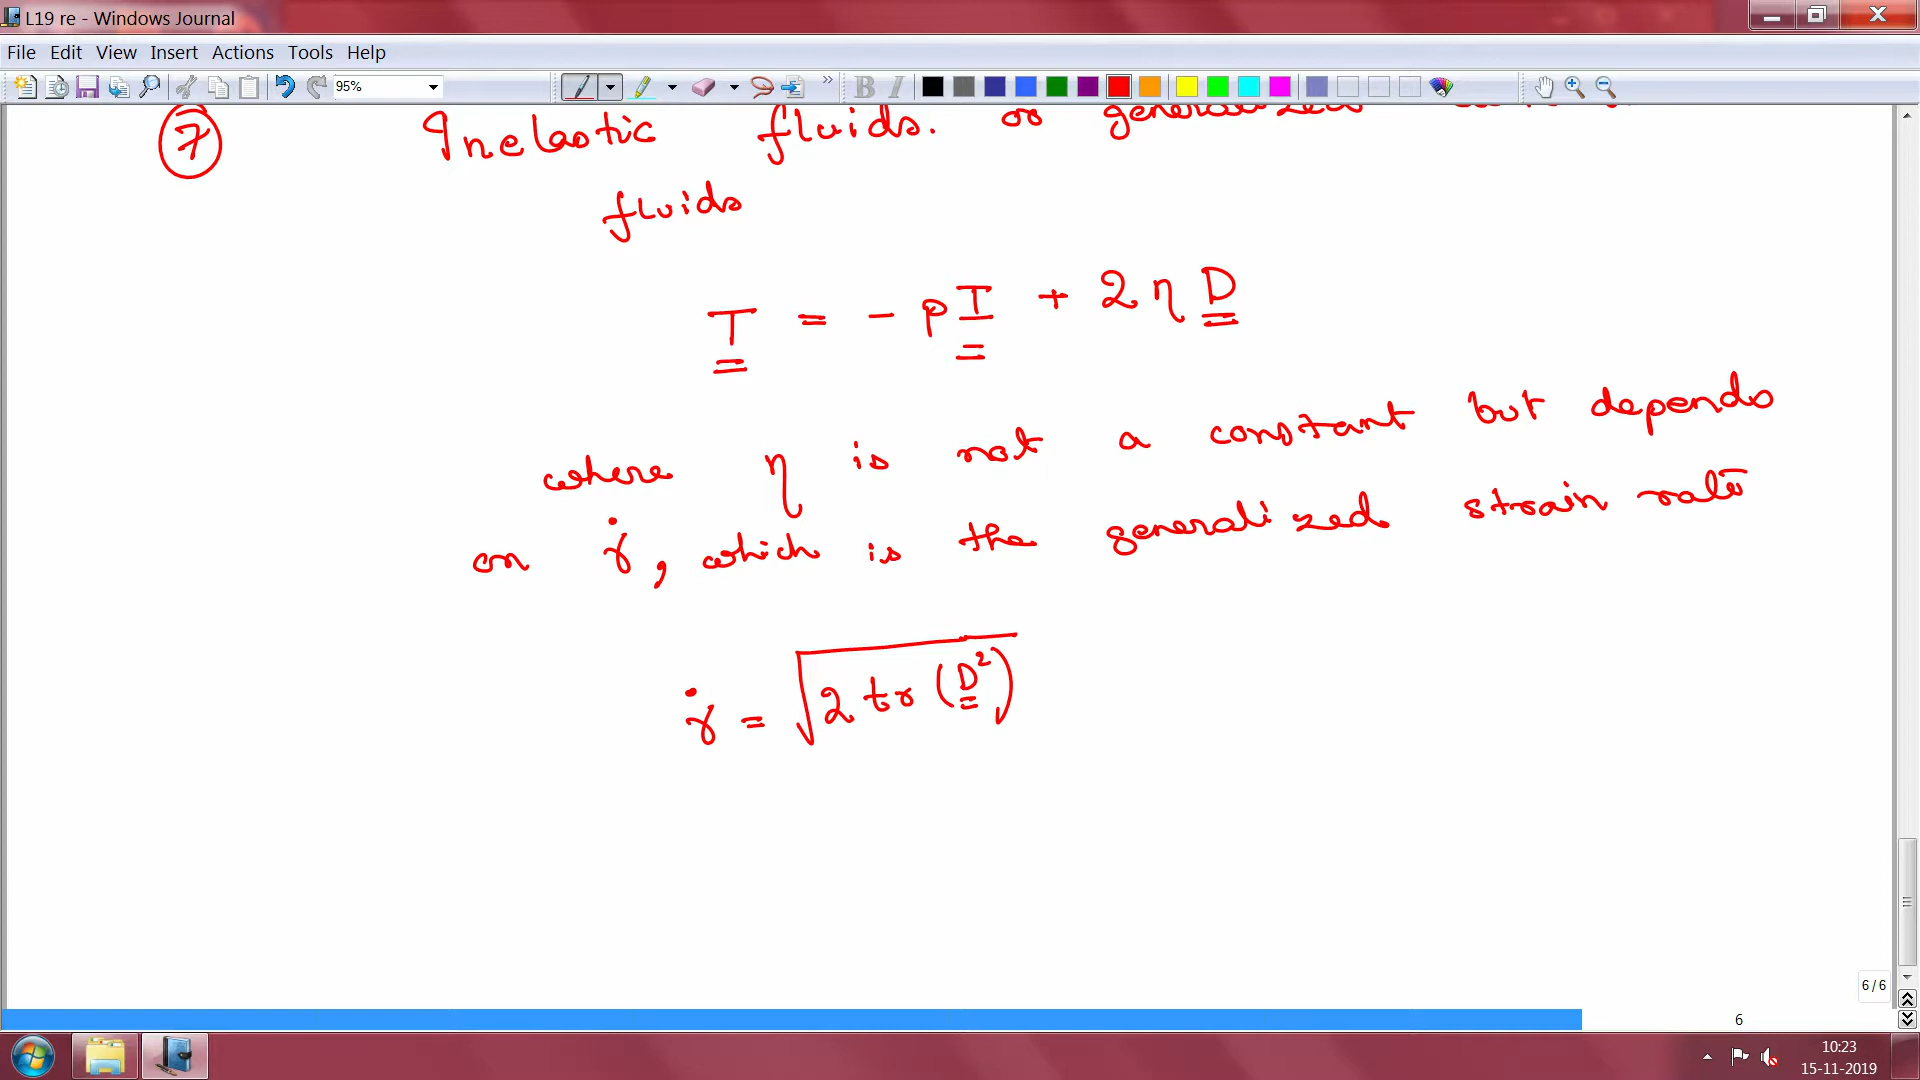 L19 re - Windows Journal
File Edit View Insert Actions Tools Help
95%
7 Inelastic fluids. or generalized
fluids
T = - p I + 2 η D
where η is not a constant but depends
on γ̇, which is the generalized strain rate
γ̇ = √(2 tr (D²))
6 / 6
6
10:23
15-11-2019